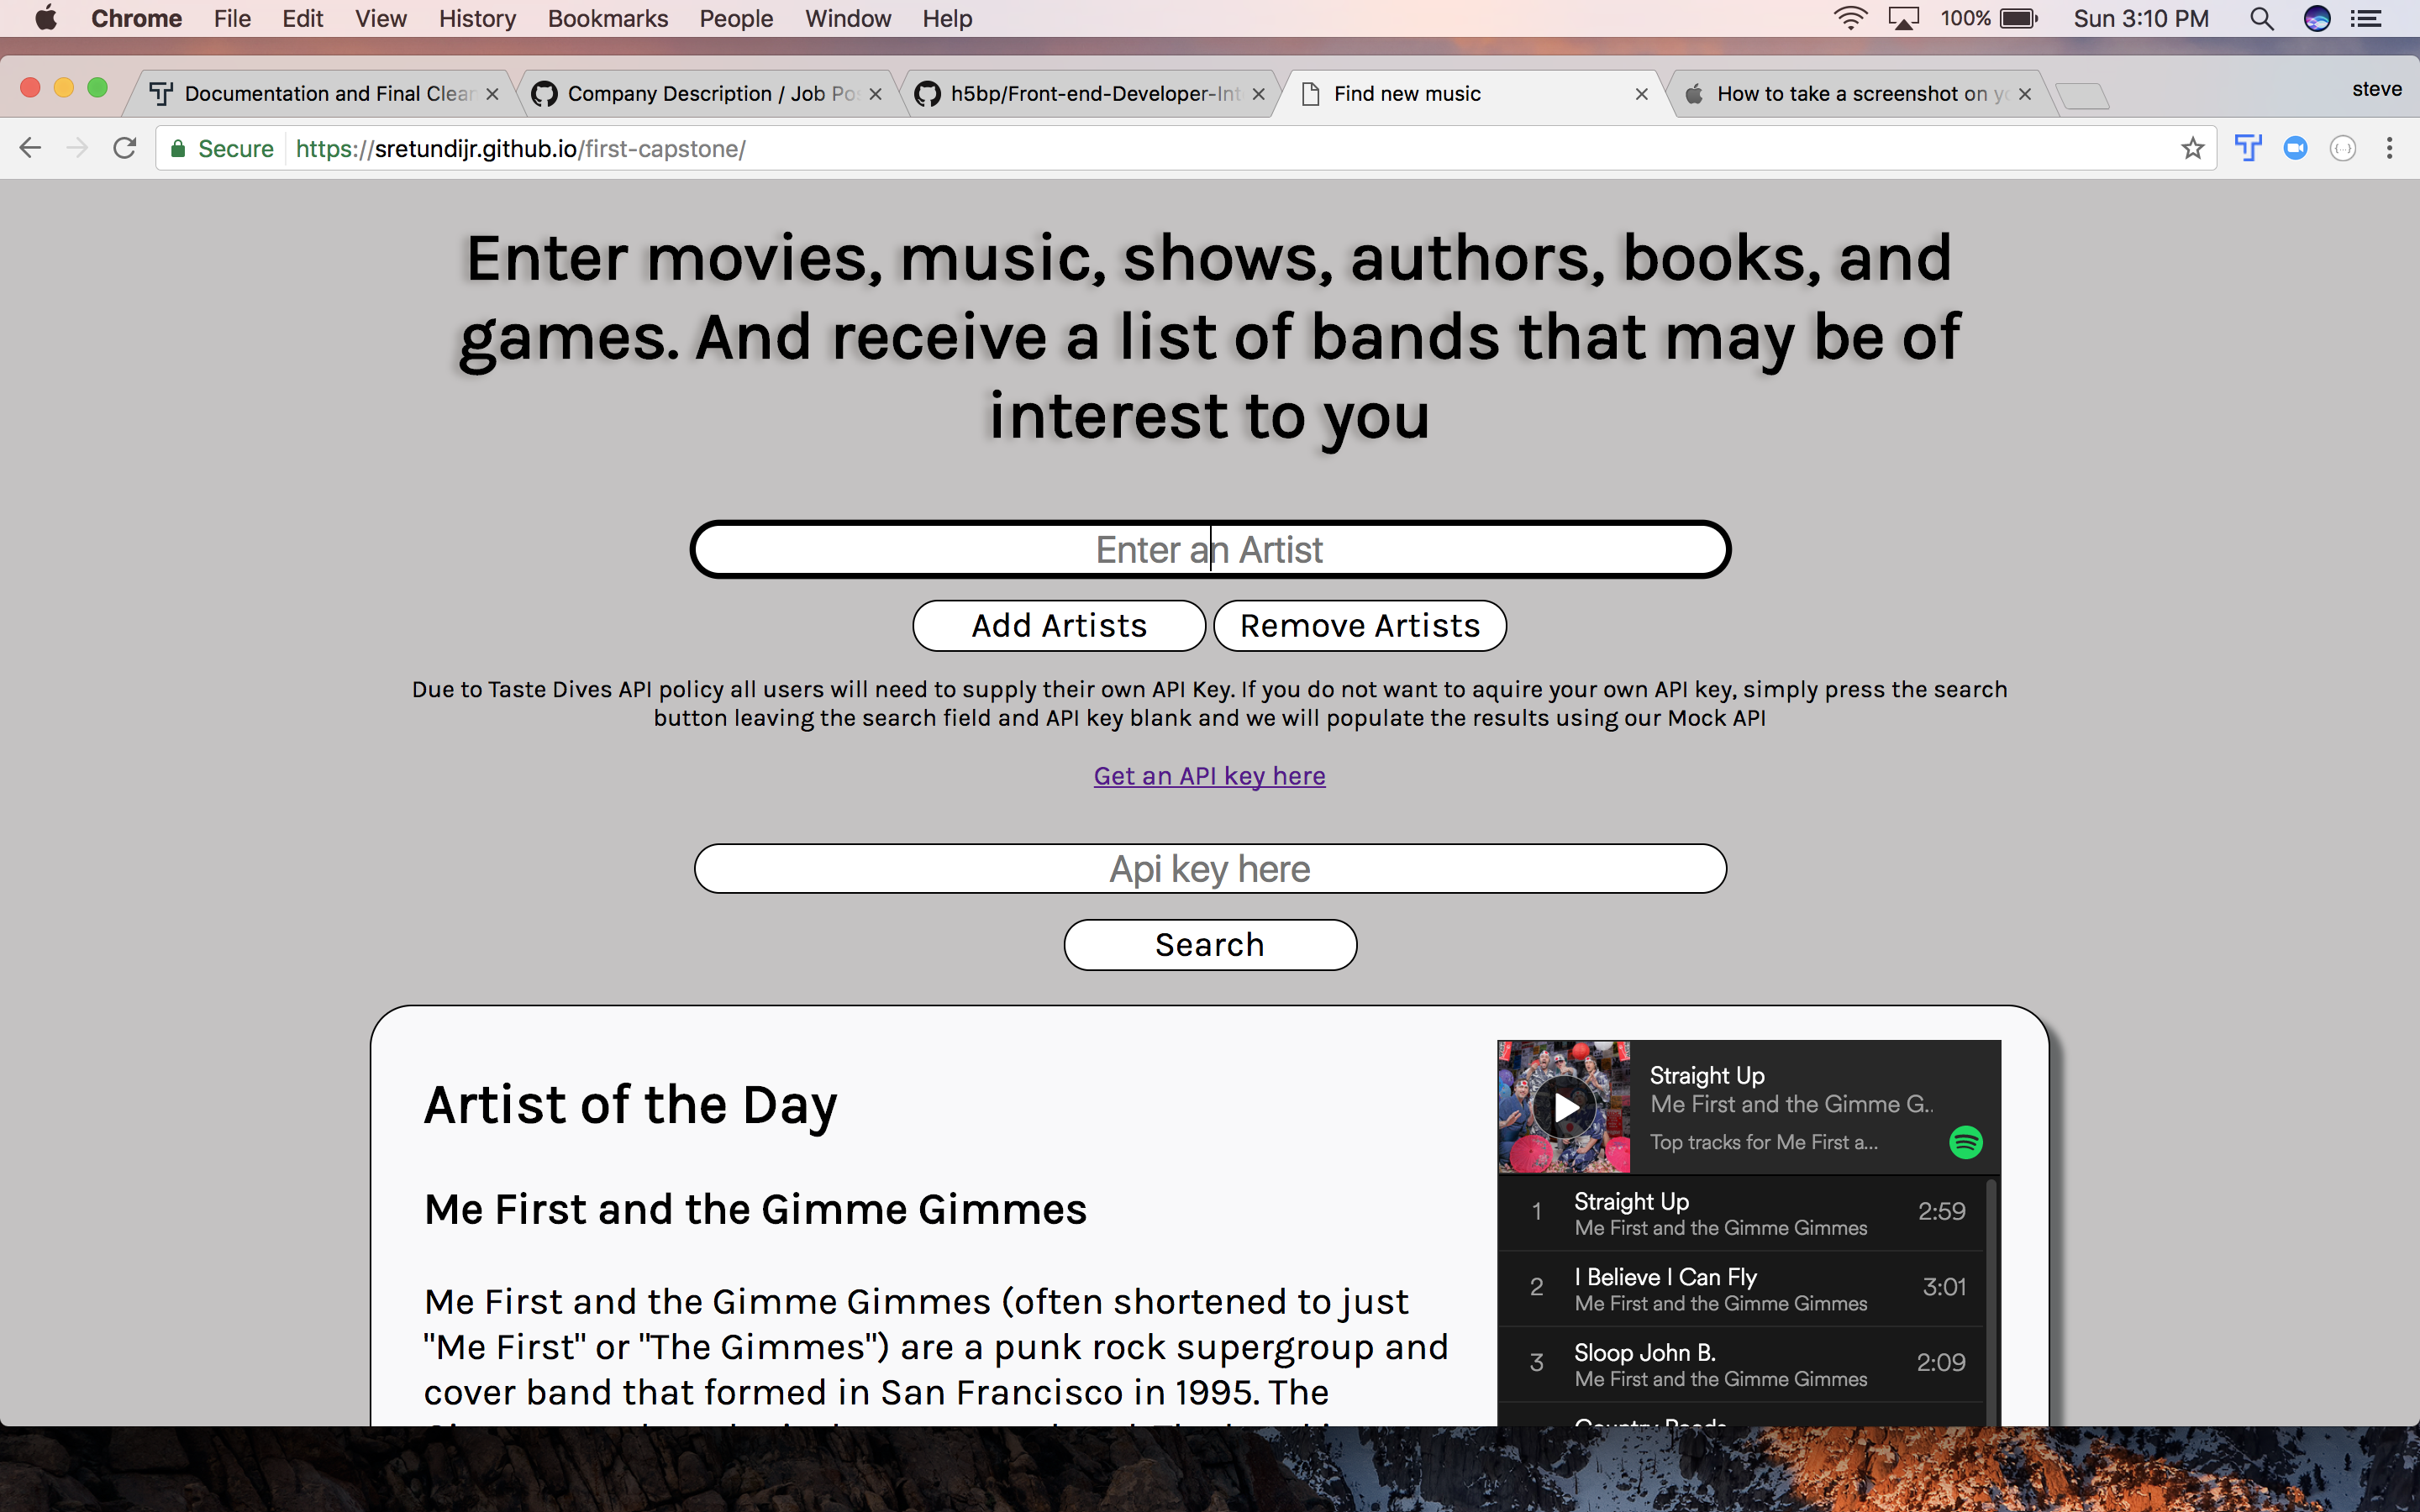 Chrome File Edit View History Bookmarks People Window Help 100% Sun 3:10 PM
Documentation and Final Clean Company Description / Job Pos h5bp/Front-end-Developer-Int Find new music How to take a screenshot on yo steve
Secure https://sretundijr.github.io/first-capstone/
Enter movies, music, shows, authors, books, and
games. And receive a list of bands that may be of
interest to you
Enter an Artist
Add Artists Remove Artists
Due to Taste Dives API policy all users will need to supply their own API Key. If you do not want to aquire your own API key, simply press the search
button leaving the search field and API key blank and we will populate the results using our Mock API
Get an API key here
Api key here
Search
Artist of the Day
Me First and the Gimme Gimmes
Me First and the Gimme Gimmes (often shortened to just
"Me First" or "The Gimmes") are a punk rock supergroup and
cover band that formed in San Francisco in 1995. The
Straight Up
Me First and the Gimme G..
Top tracks for Me First a...
1 Straight Up 2:59
Me First and the Gimme Gimmes
2 I Believe I Can Fly 3:01
Me First and the Gimme Gimmes
3 Sloop John B. 2:09
Me First and the Gimme Gimmes
Country Roads